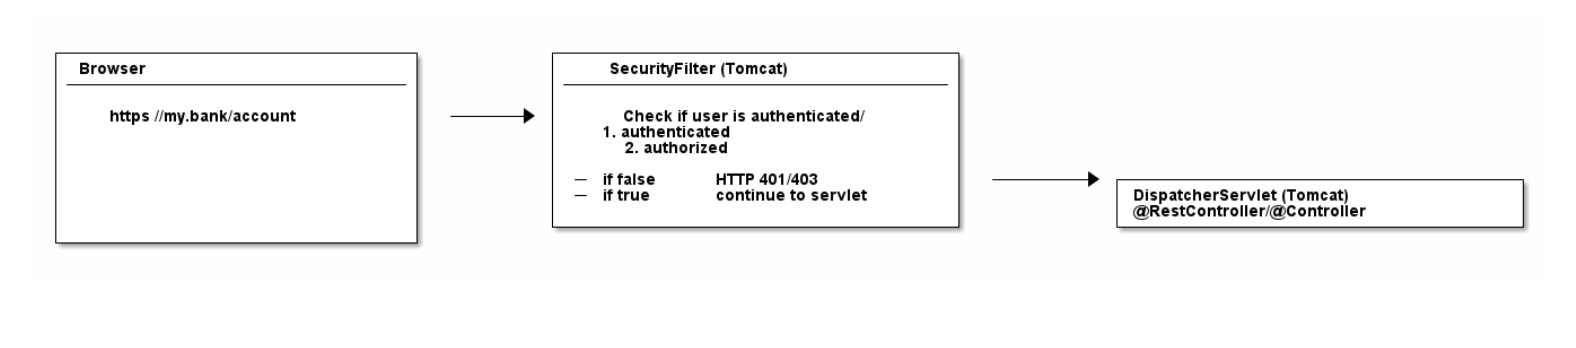 Browser
https //my.bank/account
SecurityFilter (Tomcat)
Check if user is authenticated/
1. authenticated
2. authorized
— if false HTTP 401/403
— if true continue to servlet
DispatcherServlet (Tomcat)
@RestController/@Controller